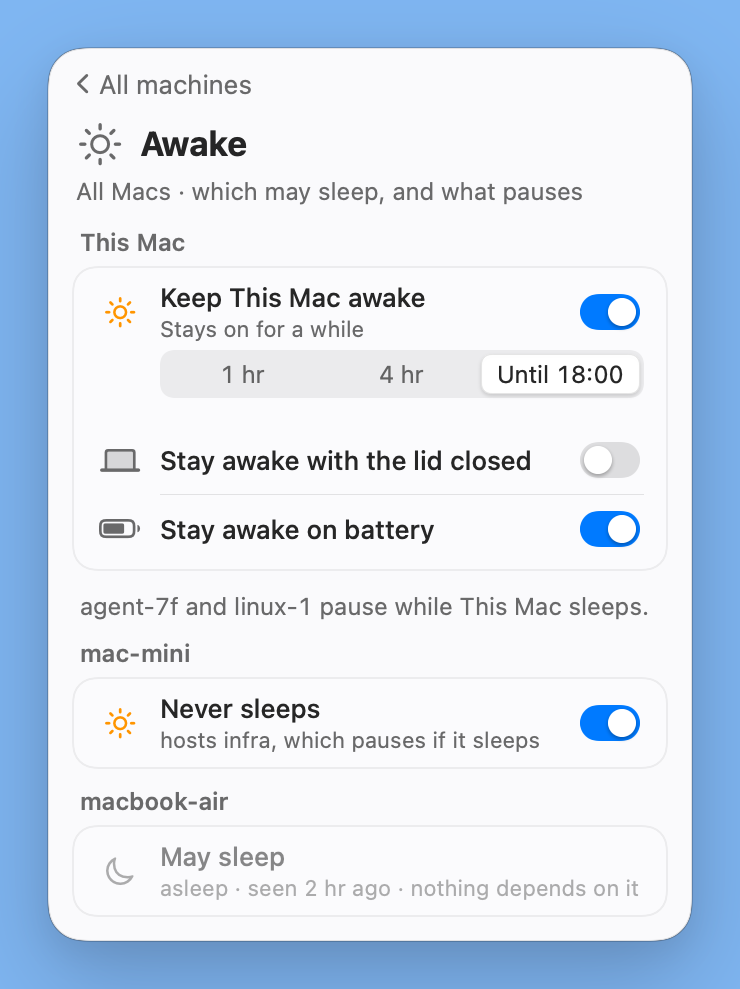 All machines
Awake
All Macs · which may sleep, and what pauses
This Mac
Keep This Mac awake
Stays on for a while
1 hr 4 hr Until 18:00
Stay awake with the lid closed
Stay awake on battery
agent-7f and linux-1 pause while This Mac sleeps.
mac-mini
Never sleeps
hosts infra, which pauses if it sleeps
macbook-air
May sleep
asleep · seen 2 hr ago · nothing depends on it